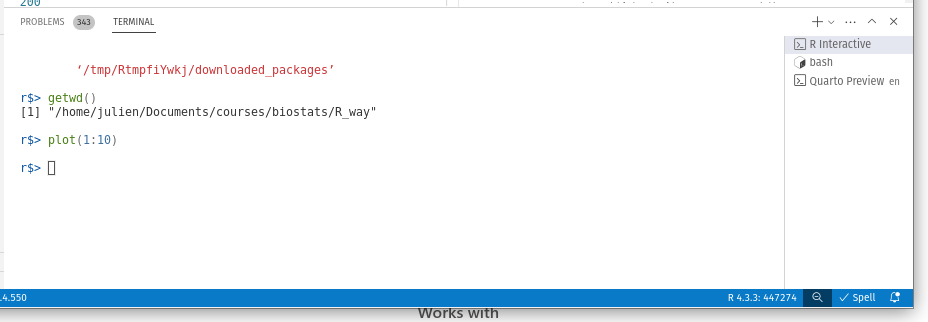 200
PROBLEMS 343 TERMINAL
R Interactive
bash
Quarto Preview en
‘/tmp/RtmpfiYwkj/downloaded_packages’
r$> getwd()
[1] "/home/julien/Documents/courses/biostats/R_way"
r$> plot(1:10)
r$>
.4.550 R 4.3.3: 447274 Spell
Works with